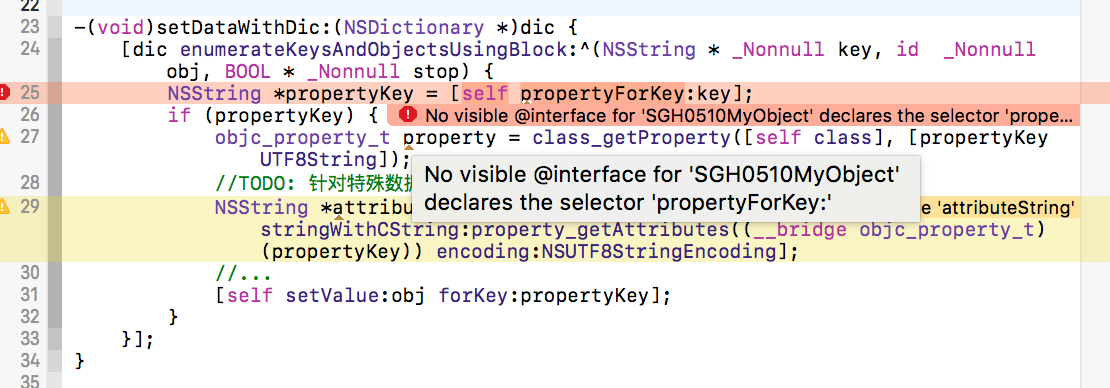 22
23 -(void)setDataWithDic:(NSDictionary *)dic {
24 [dic enumerateKeysAndObjectsUsingBlock:^(NSString * _Nonnull key, id _Nonnull
obj, BOOL * _Nonnull stop) {
25 NSString *propertyKey = [self propertyForKey:key];
26 if (propertyKey) { No visible @interface for 'SGH0510MyObject' declares the selector 'prope...
27 objc_property_t property = class_getProperty([self class], [propertyKey
UTF8String]);
No visible @interface for 'SGH0510MyObject'
declares the selector 'propertyForKey:'
28 //TODO: 针对特殊数据
29 NSString *attribu e 'attributeString'
stringWithCString:property_getAttributes((__bridge objc_property_t)
(propertyKey)) encoding:NSUTF8StringEncoding];
30 //...
31 [self setValue:obj forKey:propertyKey];
32 }
33 }];
34 }
35